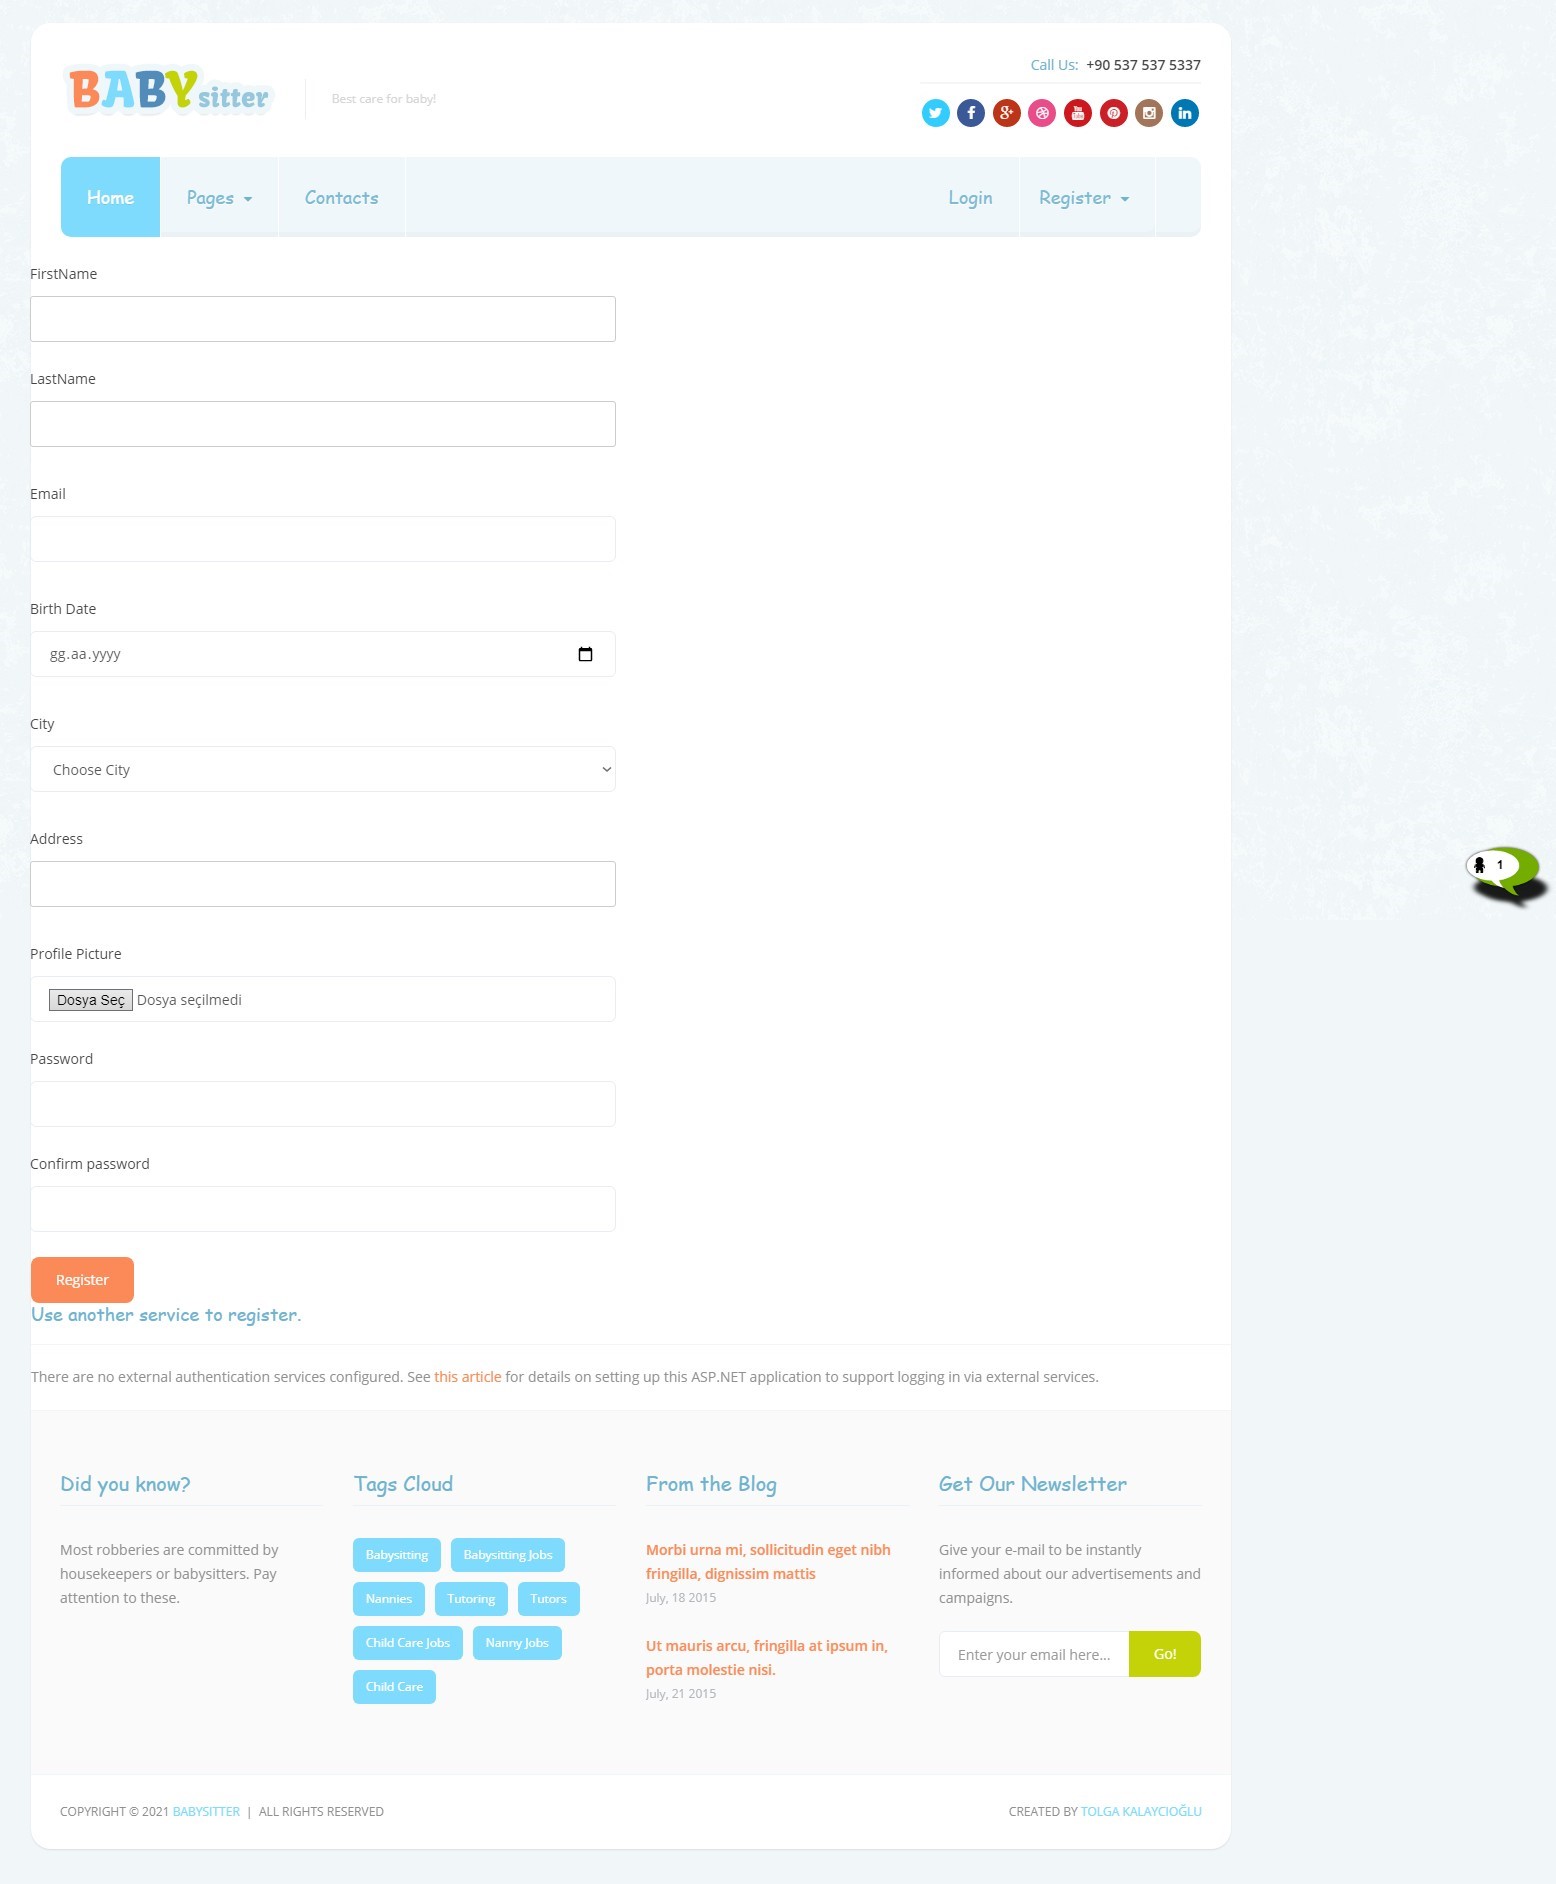 Call Us: +90 537 537 5337
BABY sitter
Best care for baby!
Home
Pages
Contacts
Login
Register
FirstName
LastName
Email
Birth Date
gg.aa.yyyy
City
Choose City
Address
1
Profile Picture
Dosya Seç Dosya seçilmedi
Password
Confirm password
Register
Use another service to register.
There are no external authentication services configured. See this article for details on setting up this ASP.NET application to support logging in via external services.
Did you know?
Most robberies are committed by
housekeepers or babysitters. Pay
attention to these.
Tags Cloud
Babysitting
Babysitting Jobs
Nannies
Tutoring
Tutors
Child Care Jobs
Nanny Jobs
Child Care
From the Blog
Morbi urna mi, sollicitudin eget nibh
fringilla, dignissim mattis
July, 18 2015
Ut mauris arcu, fringilla at ipsum in,
porta molestie nisi.
July, 21 2015
Get Our Newsletter
Give your e-mail to be instantly
informed about our advertisements and
campaigns.
Enter your email here...
Go!
COPYRIGHT © 2021 BABYSITTER | ALL RIGHTS RESERVED
CREATED BY TOLGA KALAYCIOĞLU